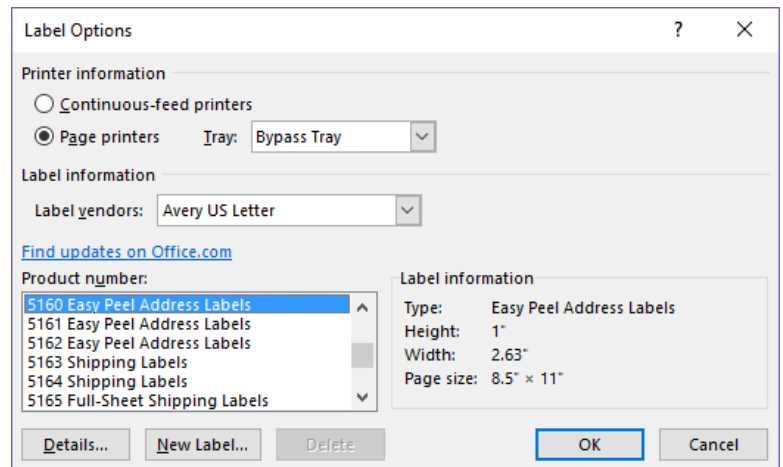 Label Options ?
Printer information
Continuous-feed printers
Page printers Tray: Bypass Tray
Label information
Label vendors: Avery US Letter
Find updates on Office.com
Product number:
5160 Easy Peel Address Labels
5161 Easy Peel Address Labels
5162 Easy Peel Address Labels
5163 Shipping Labels
5164 Shipping Labels
5165 Full-Sheet Shipping Labels
Label information
Type: Easy Peel Address Labels
Height: 1"
Width: 2.63"
Page size: 8.5" × 11"
Details... New Label... Delete OK Cancel